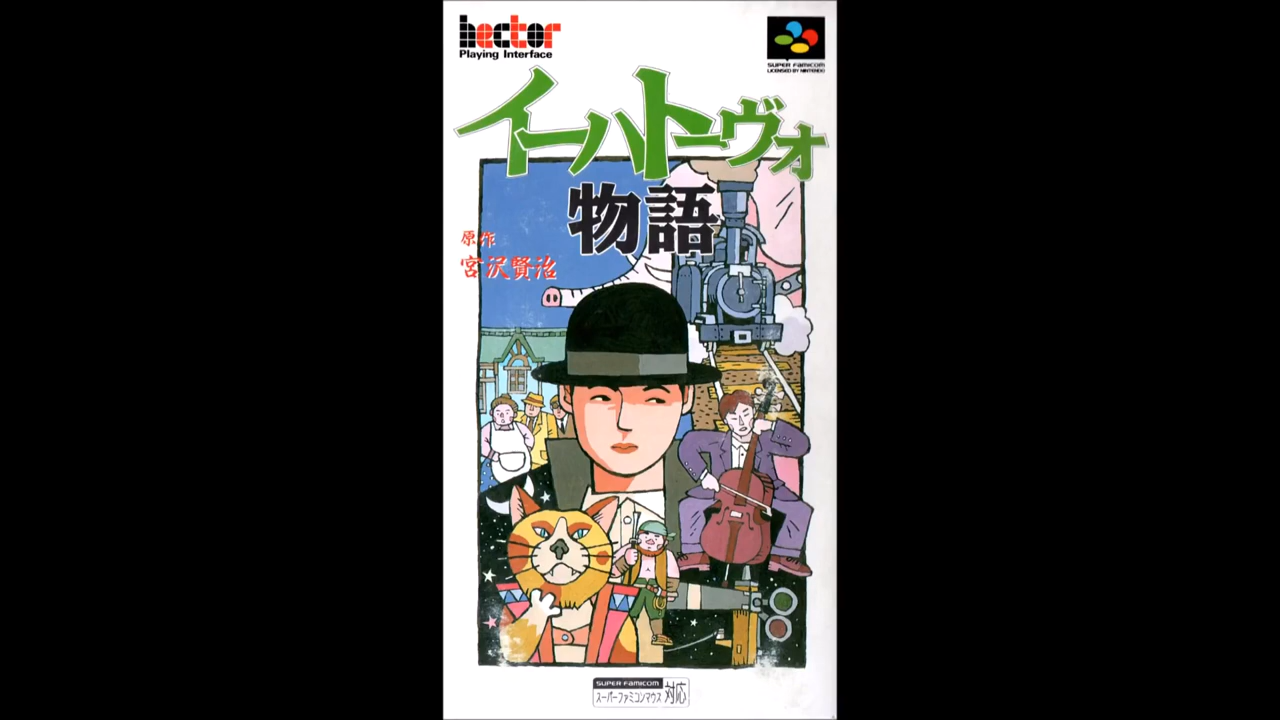 hector
Playing Interface
SUPER FAMICOM
LICENSED BY NINTENDO
イーハトーヴォ
物語
原作
宮沢賢治
SUPER FAMICOM
スーパーファミコンマウス対応